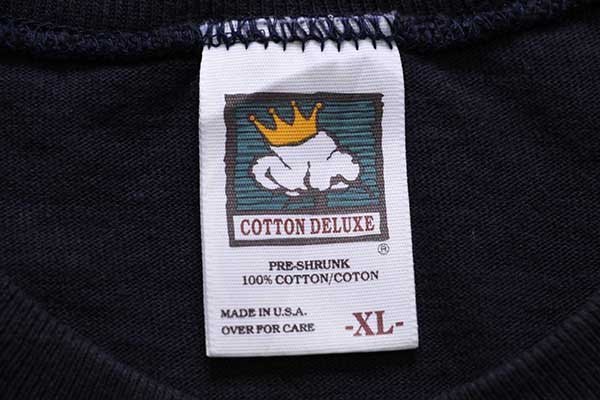 COTTON DELUXE
®
PRE-SHRUNK
100% COTTON/COTON
MADE IN U.S.A.
OVER FOR CARE
-XL-